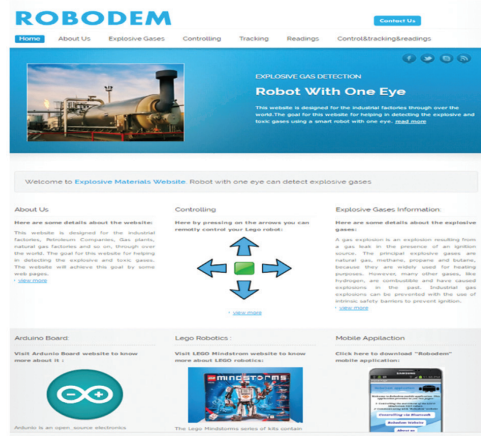 ROBODEM
Contact Us
Home About Us Explosive Gases Controlling Tracking Readings Control&tracking&readings
EXPLOSIVE GAS DETECTION
Robot With One Eye
This website is designed for the industrial factories through over the
world.The goal for this website for helping in detecting the explosive and
toxic gases using a smart robot with one eye. read more
Welcome to Explosive Materials Website. Robot with one eye can detect explosive gases
About Us
Here are some details about the website:
This website is designed for the industrial
factories, Petroleum Companies, Gas plants,
natural gas factories and so on, through over
the world. The goal for this website for helping
in detecting the explosive and toxic gases.
The website will achieve this goal by some
web pages.
view more
Controlling
Here by pressing on the arrows you can
remotly control your Lego robot:
view more
Explosive Gases Information:
Here are some details about the explosive
gases:
A gas explosion is an explosion resulting from
a gas leak in the presence of an ignition
source. The principal explosive gases are
natural gas, methane, propane and butane,
because they are widely used for heating
purposes. However, many other gases, like
hydrogen, are combustible and have caused
explosions in the past. Industrial gas
explosions can be prevented with the use of
intrinsic safety barriers to prevent ignition.
view more
Arduino Board
Visit Ardunio Board website to know
more about it :
Arduino is an open source electronics
Lego Robotics :
Visit LEGO Mindstrom website to know
more about LEGO robotics:
MINDSTORMS
The Lego Mindstorms series of kits contain
Mobile Applaction
Click here to download "Robodem"
mobile application:
SAMSUNG
Controlling via Bluetooth
Robodem Website
About us